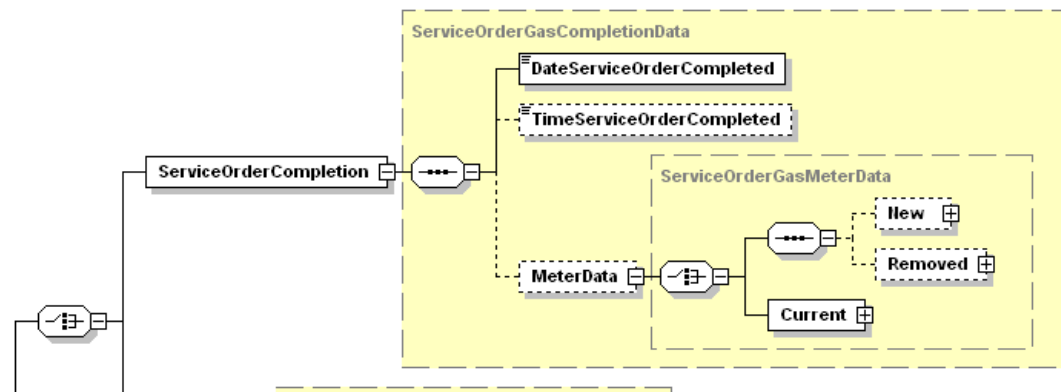 ServiceOrderGasCompletionData
DateServiceOrderCompleted
TimeServiceOrderCompleted
ServiceOrderCompletion
ServiceOrderGasMeterData
New
Removed
MeterData
Current